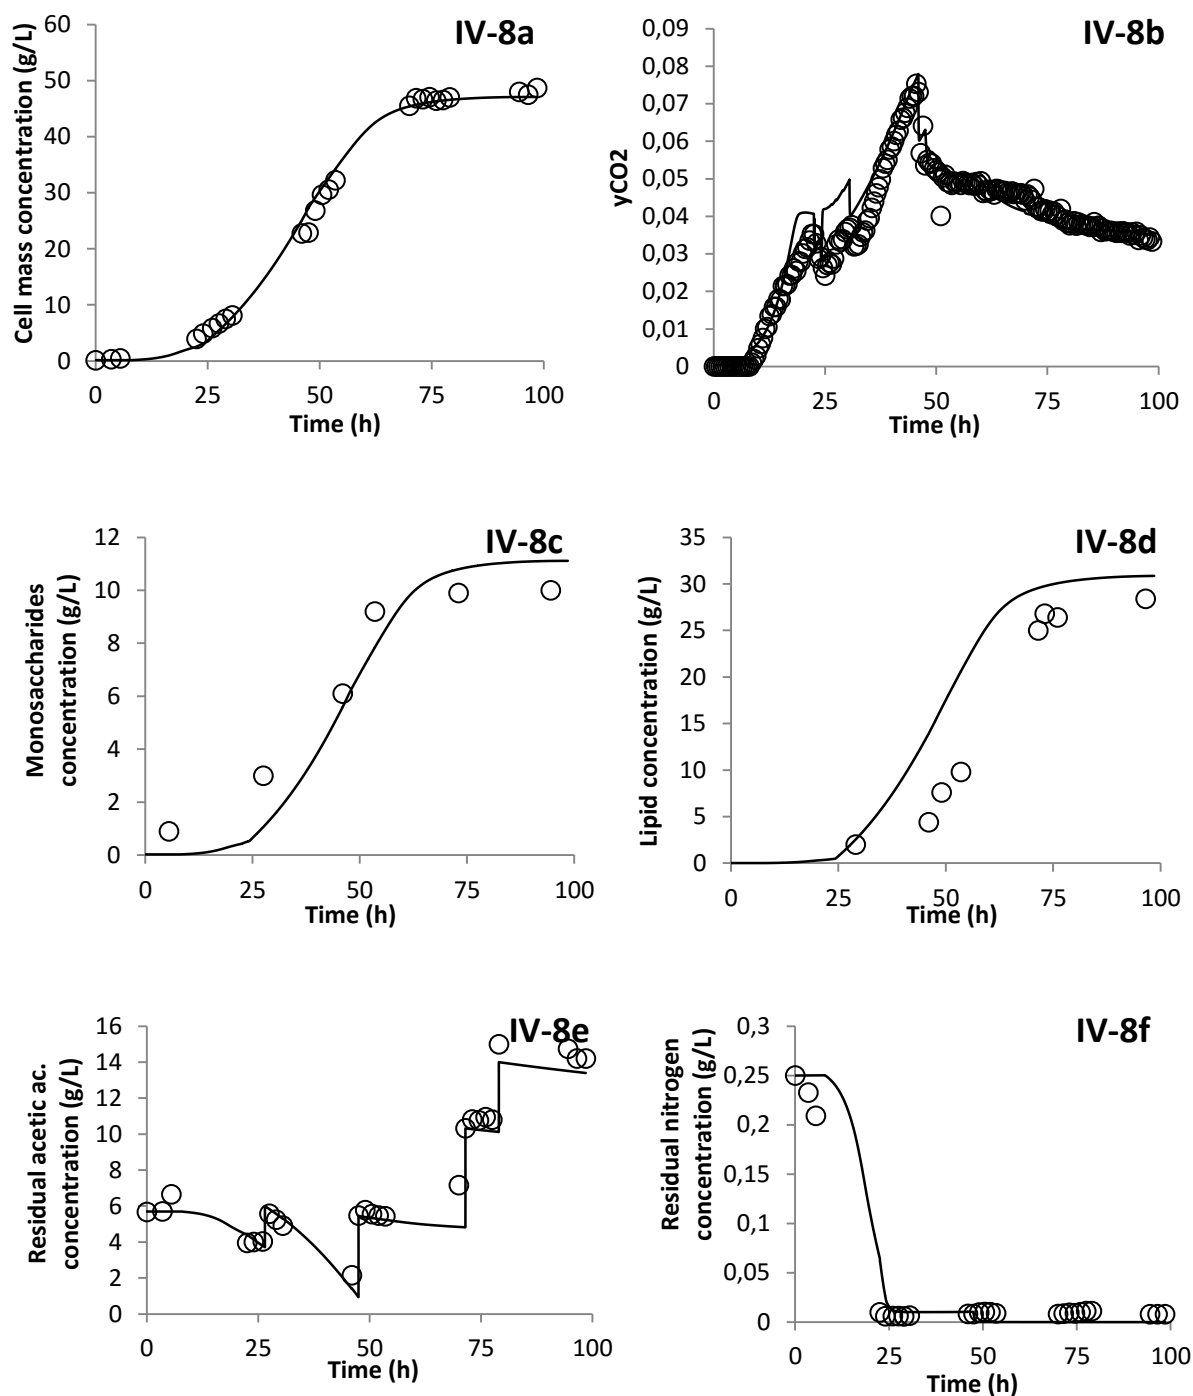 IV-8a
Cell mass concentration (g/L)
60
50
40
30
20
10
0
0 25 50 75 100
Time (h)
IV-8b
yCO2
0,09
0,08
0,07
0,06
0,05
0,04
0,03
0,02
0,01
0
0 25 50 75 100
Time (h)
IV-8c
Monosaccharides
concentration (g/L)
12
10
8
6
4
2
0
0 25 50 75 100
Time (h)
IV-8d
Lipid concentration (g/L)
35
30
25
20
15
10
5
0
0 25 50 75 100
Time (h)
IV-8e
Residual acetic ac.
concentration (g/L)
16
14
12
10
8
6
4
2
0
0 25 50 75 100
Time (h)
IV-8f
Residual nitrogen
concentration (g/L)
0,3
0,25
0,2
0,15
0,1
0,05
0
0 25 50 75 100
Time (h)